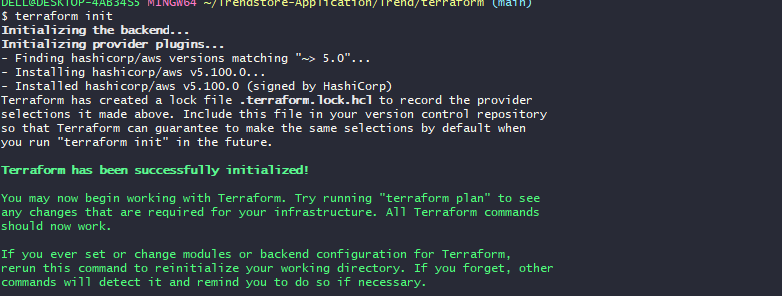 DELL@DESKTOP-4AB34S5 MINGW64 ~/Trendstore-Application/Trend/terraform (main)
$ terraform init
Initializing the backend...
Initializing provider plugins...
- Finding hashicorp/aws versions matching "~> 5.0"...
- Installing hashicorp/aws v5.100.0...
- Installed hashicorp/aws v5.100.0 (signed by HashiCorp)
Terraform has created a lock file .terraform.lock.hcl to record the provider
selections it made above. Include this file in your version control repository
so that Terraform can guarantee to make the same selections by default when
you run "terraform init" in the future.
Terraform has been successfully initialized!
You may now begin working with Terraform. Try running "terraform plan" to see
any changes that are required for your infrastructure. All Terraform commands
should now work.
If you ever set or change modules or backend configuration for Terraform,
rerun this command to reinitialize your working directory. If you forget, other
commands will detect it and remind you to do so if necessary.